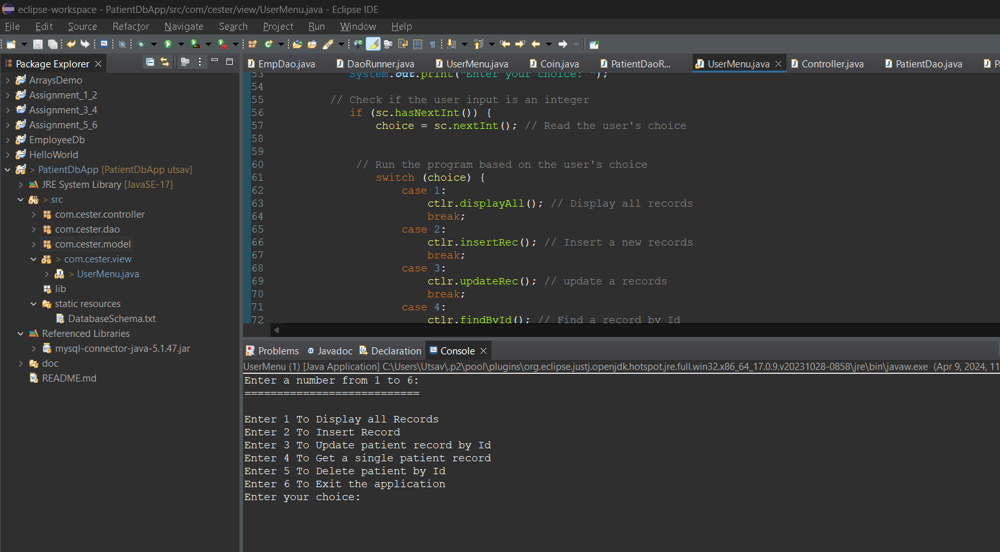 eclipse-workspace - PatientDbApp/src/com/cester/view/UserMenu.java - Eclipse IDE
File Edit Source Refactor Navigate Search Project Run Window Help
Package Explorer
ArraysDemo
Assignment_1_2
Assignment_3_4
Assignment_5_6
EmployeeDb
HelloWorld
> PatientDbApp [PatientDbApp utsav]
JRE System Library [JavaSE-17]
> src
com.cester.controller
com.cester.dao
com.cester.model
> com.cester.view
> UserMenu.java
lib
static resources
DatabaseSchema.txt
Referenced Libraries
mysql-connector-java-5.1.47.jar
doc
README.md
EmpDao.java DaoRunner.java UserMenu.java Coin.java PatientDaoR... UserMenu.java Controller.java PatientDao.java
53 System.out.print("Enter your choice: ");
54
55 // Check if the user input is an integer
56 if (sc.hasNextInt()) {
57 choice = sc.nextInt(); // Read the user's choice
58
59
60 // Run the program based on the user's choice
61 switch (choice) {
62 case 1:
63 ctlr.displayAll(); // Display all records
64 break;
65 case 2:
66 ctlr.insertRec(); // Insert a new records
67 break;
68 case 3:
69 ctlr.updateRec(); // update a records
70 break;
71 case 4:
72 ctlr.findById(); // Find a record by Id
Problems Javadoc Declaration Console
UserMenu (1) [Java Application] C:\Users\Utsav\.p2\pool\plugins\org.eclipse.justj.openjdk.hotspot.jre.full.win32.x86_64_17.0.9.v20231028-0858\jre\bin\javaw.exe (Apr 9, 2024, 11
Enter a number from 1 to 6:
===========================
Enter 1 To Display all Records
Enter 2 To Insert Record
Enter 3 To Update patient record by Id
Enter 4 To Get a single patient record
Enter 5 To Delete patient by Id
Enter 6 To Exit the application
Enter your choice: